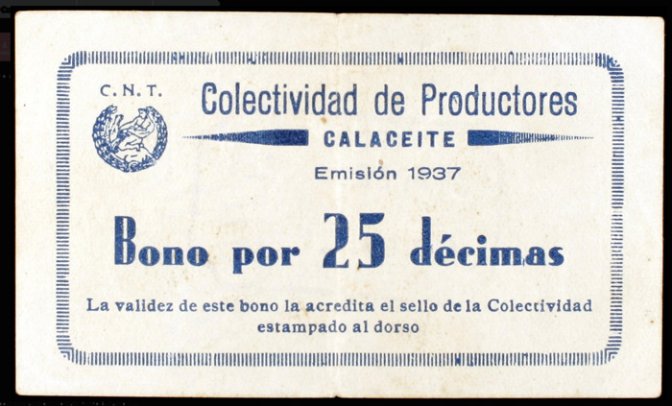 C. N. T.
Colectividad de Productores
CALACEITE
Emisión 1937
Bono por 25 décimas
La validez de este bono la acredita el sello de la Colectividad
estampado al dorso